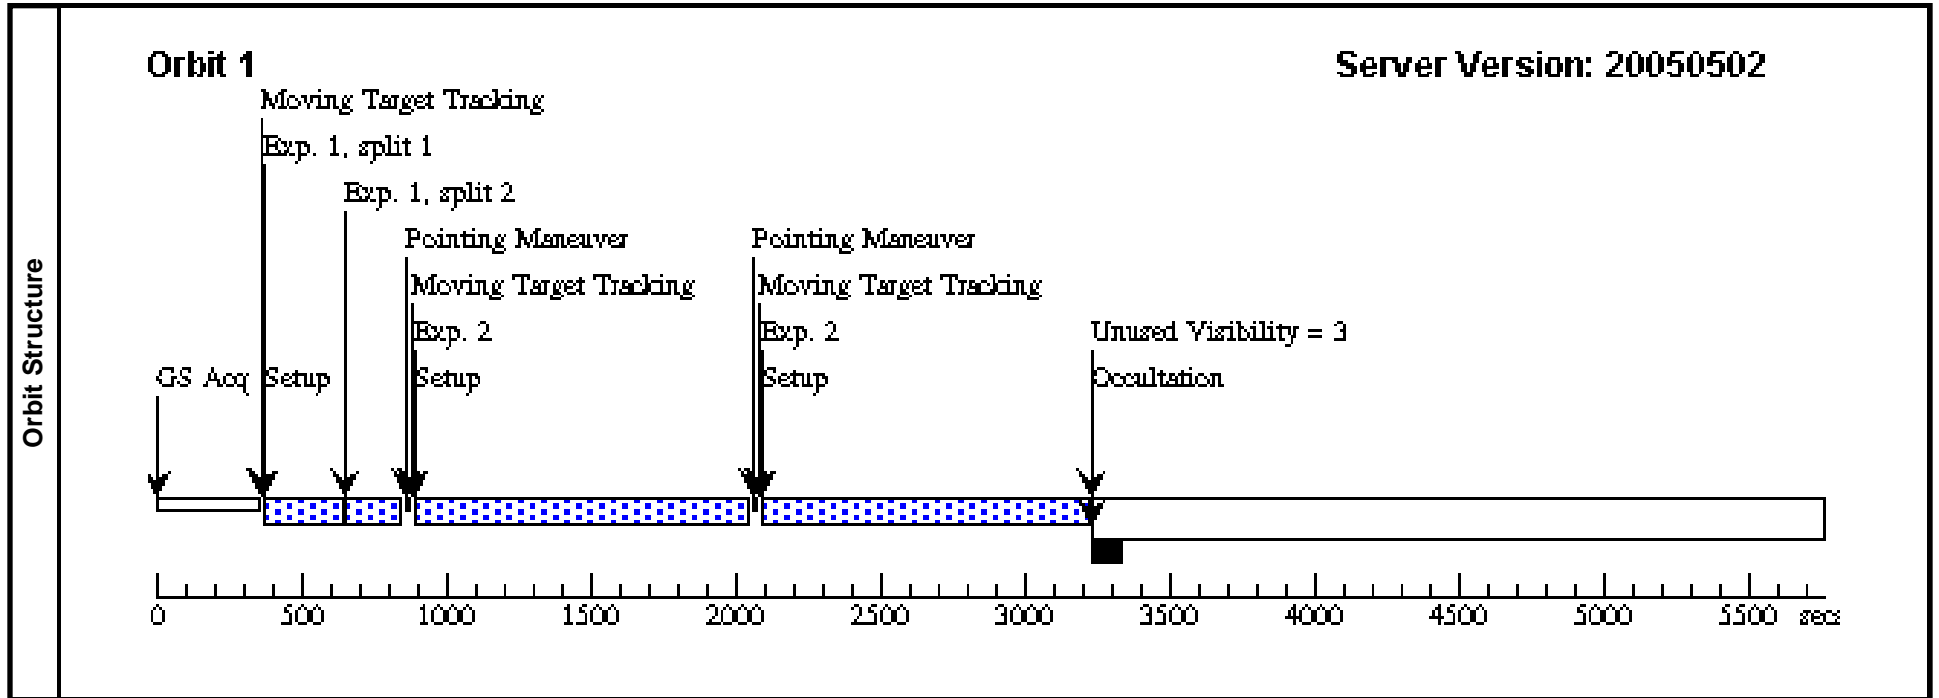 Orbit Structure
Orbit 1
Server Version: 20050502
Moving Target Tracking
Exp. 1, split 1
Exp. 1, split 2
Pointing Maneuver
Pointing Maneuver
Moving Target Tracking
Moving Target Tracking
Exp. 2
Exp. 2
Unused Visibility = 3
GS Acq
Setup
Setup
Setup
Occultation
0 500 1000 1500 2000 2500 3000 3500 4000 4500 5000 5500 secs